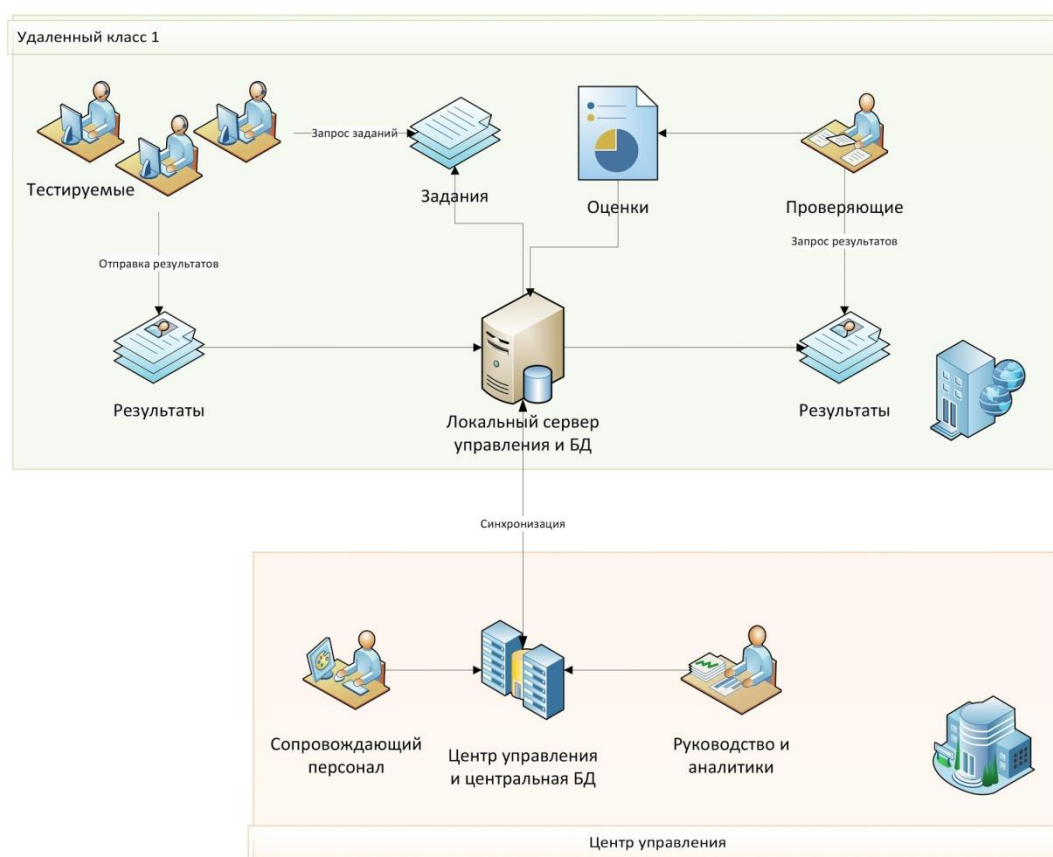 Удаленный класс 1
Запрос заданий
Тестируемые
Задания
Оценки
Проверяющие
Отправка результатов
Запрос результатов
Результаты
Локальный сервер
управления и БД
Результаты
Синхронизация
Сопровождающий
персонал
Центр управления
и центральная БД
Руководство и
аналитики
Центр управления